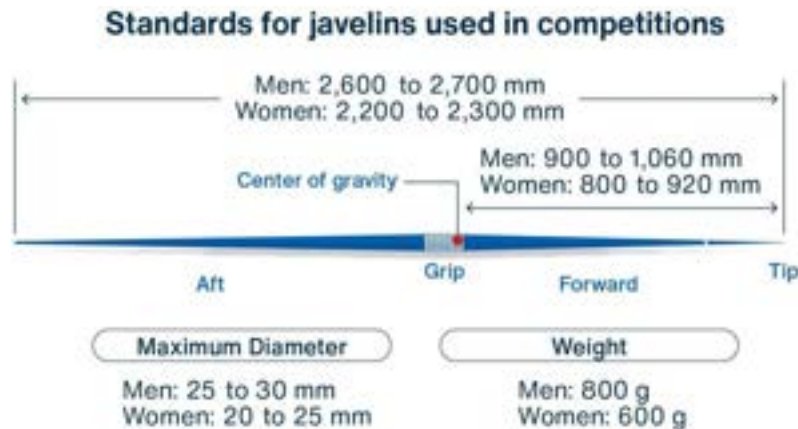 Standards for javelins used in competitions
Men: 2,600 to 2,700 mm
Women: 2,200 to 2,300 mm
Men: 900 to 1,060 mm
Women: 800 to 920 mm
Center of gravity
Grip
Aft
Forward
Tip
Maximum Diameter
Men: 25 to 30 mm
Women: 20 to 25 mm
Weight
Men: 800 g
Women: 600 g